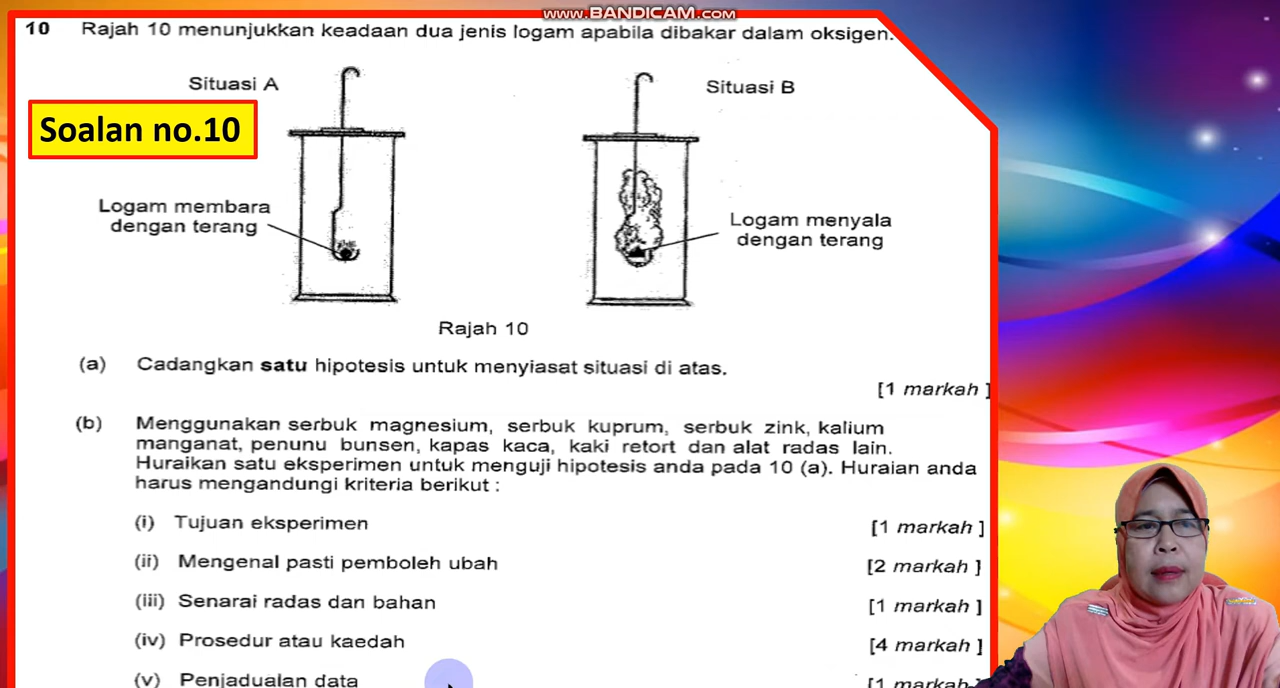 www.BANDICAM.com
10 Rajah 10 menunjukkan keadaan dua jenis logam apabila dibakar dalam oksigen.
Situasi A
Situasi B
Soalan no.10
Logam membara
dengan terang
Logam menyala
dengan terang
Rajah 10
(a) Cadangkan satu hipotesis untuk menyiasat situasi di atas.
[1 markah ]
(b) Menggunakan serbuk magnesium, serbuk kuprum, serbuk zink, kalium
manganat, penunu bunsen, kapas kaca, kaki retort dan alat radas lain.
Huraikan satu eksperimen untuk menguji hipotesis anda pada 10 (a). Huraian anda
harus mengandungi kriteria berikut :
(i) Tujuan eksperimen [1 markah ]
(ii) Mengenal pasti pemboleh ubah [2 markah ]
(iii) Senarai radas dan bahan [1 markah ]
(iv) Prosedur atau kaedah [4 markah ]
(v) Penjadualan data [1 markah ]